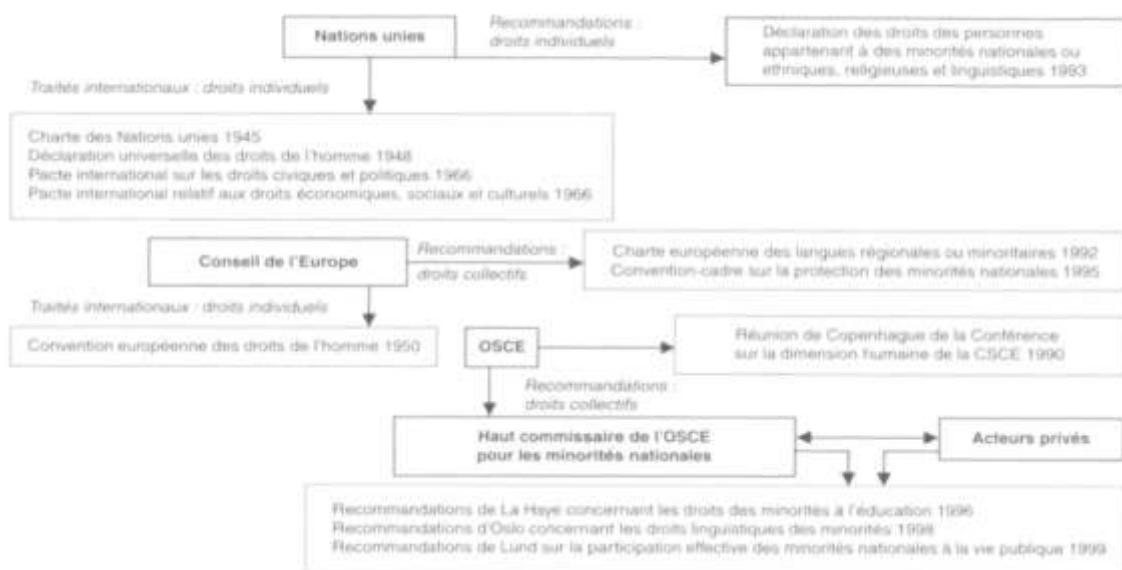 Nations unies
Recommandations :
droits individuels
Déclaration des droits des personnes
appartenant à des minorités nationales ou
ethniques, religieuses et linguistiques 1993
Traités internationaux : droits individuels
Charte des Nations unies 1945
Déclaration universelle des droits de l'homme 1948
Pacte international sur les droits civiques et politiques 1966
Pacte international relatif aux droits économiques, sociaux et culturels 1966
Conseil de l'Europe
Recommandations :
droits collectifs
Charte européenne des langues régionales ou minoritaires 1992
Convention-cadre sur la protection des minorités nationales 1995
Traités internationaux : droits individuels
Convention européenne des droits de l'homme 1950
OSCE
Réunion de Copenhague de la Conférence
sur la dimension humaine de la CSCE 1990
Recommandations :
droits collectifs
Haut commissaire de l'OSCE
pour les minorités nationales
Acteurs privés
Recommandations de La Haye concernant les droits des minorités à l'éducation 1996
Recommandations d'Oslo concernant les droits linguistiques des minorités 1998
Recommandations de Lund sur la participation effective des minorités nationales à la vie publique 1999